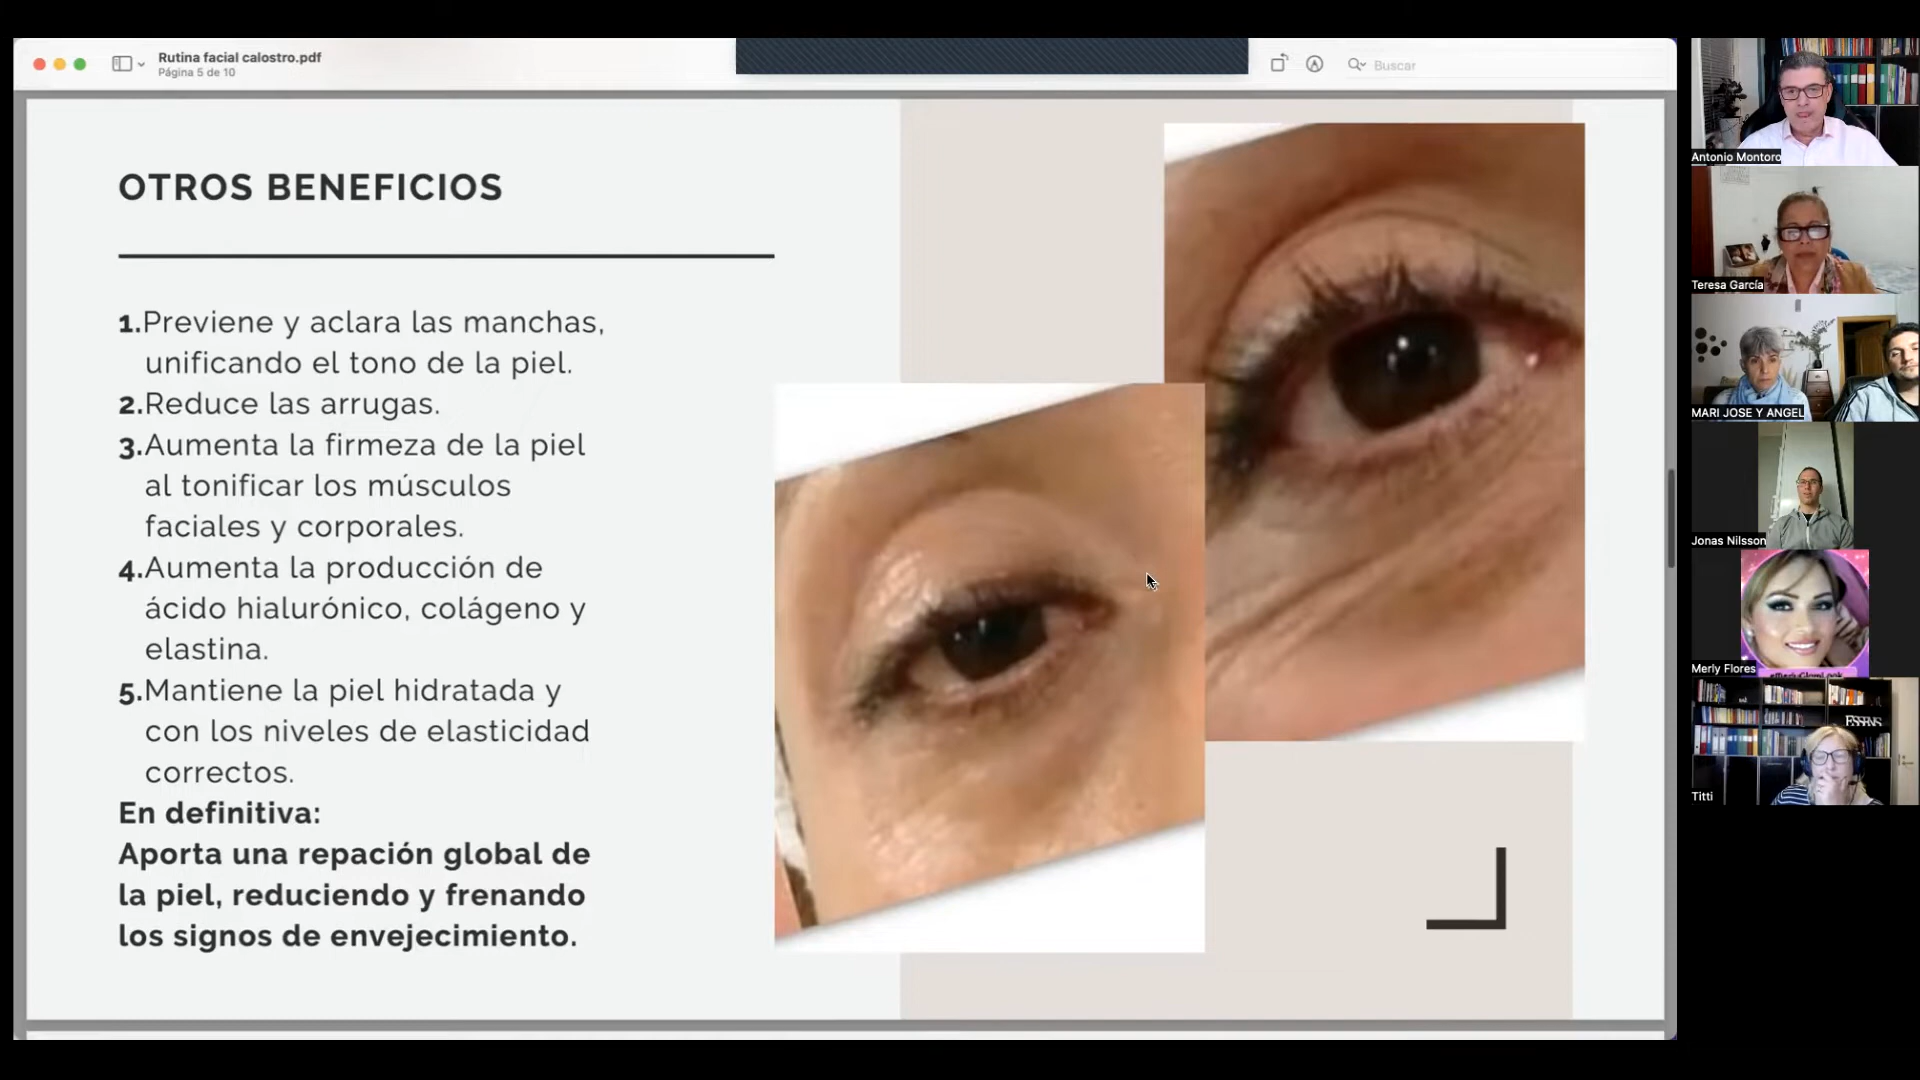 Rutina facial calostro.pdf
Página 5 de 10
Buscar
OTROS BENEFICIOS
1.Previene y aclara las manchas,
unificando el tono de la piel.
2.Reduce las arrugas.
3.Aumenta la firmeza de la piel
al tonificar los músculos
faciales y corporales.
4.Aumenta la producción de
ácido hialurónico, colágeno y
elastina.
5.Mantiene la piel hidratada y
con los niveles de elasticidad
correctos.
En definitiva:
Aporta una repación global de
la piel, reduciendo y frenando
los signos de envejecimiento.
Antonio Montoro
Teresa García
MARI JOSE Y ANGEL
Jonas Nilsson
Merly Flores
ESSENS
Titti